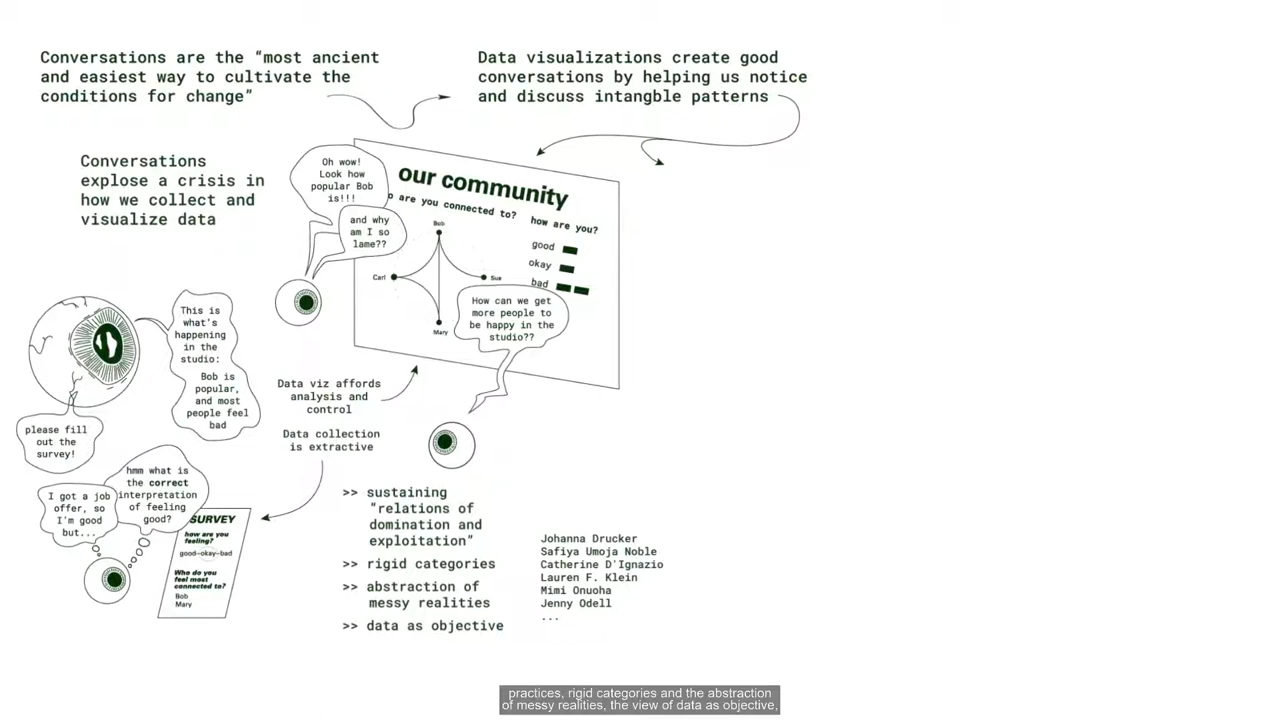 Conversations are the “most ancient
and easiest way to cultivate the
conditions for change”
Data visualizations create good
conversations by helping us notice
and discuss intangble patterns
Conversations
explose a crisis in
how we collect and
visualize data
Oh wow!
Look how
popular Bob
is!!!
and why
am I so
lame??
our community
o are you connected to?
how are you?
good
okay
bad
Bob
Carl
Sue
Mary
How can we get
more people to
be happy in the
studio??
This is
what's
happening
in the
studio:
Bob is
popular,
and most
people feel
bad
please fill
out the
survey!
Data viz affords
analysis and
control
Data collection
is extractive
hmm what is
the correct
interpretation
of feeling
good?
I got a job
offer, so
I'm good
but...
SURVEY
how are you
feeling?
good-okay-bad
Who do you
feel most
connected to?
Bob
Mary
>> sustaining
"relations of
domination and
exploitation”
>> rigid categories
>> abstraction of
messy realities
>> data as objective
Johanna Drucker
Safiya Umoja Noble
Catherine D'Ignazio
Lauren F. Klein
Mimi Onuoha
Jenny Odell
...
practices, rigid categories and the abstraction
of messy realities, the view of data as objective,